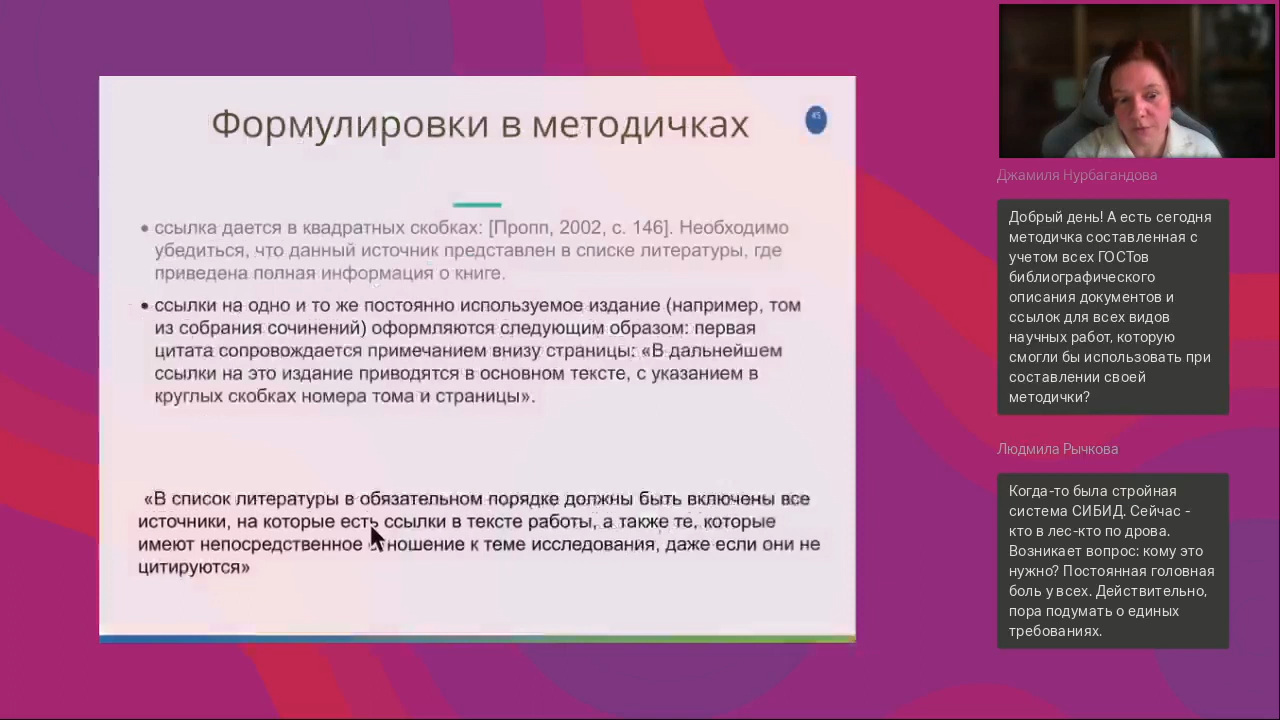 Формулировки в методичках
45
• ссылка дается в квадратных скобках: [Пропп, 2002, с. 146]. Необходимо
убедиться, что данный источник представлен в списке литературы, где
приведена полная информация о книге.
• ссылки на одно и то же постоянно используемое издание (например, том
из собрания сочинений) оформляются следующим образом: первая
цитата сопровождается примечанием внизу страницы: «В дальнейшем
ссылки на это издание приводятся в основном тексте, с указанием в
круглых скобках номера тома и страницы».
«В список литературы в обязательном порядке должны быть включены все
источники, на которые есть ссылки в тексте работы, а также те, которые
имеют непосредственное отношение к теме исследования, даже если они не
цитируются»
Джамиля Нурбагандова
Добрый день! А есть сегодня
методичка составленная с
учетом всех ГОСТов
библиографического
описания документов и
ссылок для всех видов
научных работ, которую
смогли бы использовать при
составлении своей
методички?
Людмила Рычкова
Когда-то была стройная
система СИБИД. Сейчас -
кто в лес-кто по дрова.
Возникает вопрос: кому это
нужно? Постоянная головная
боль у всех. Действительно,
пора подумать о единых
требованиях.